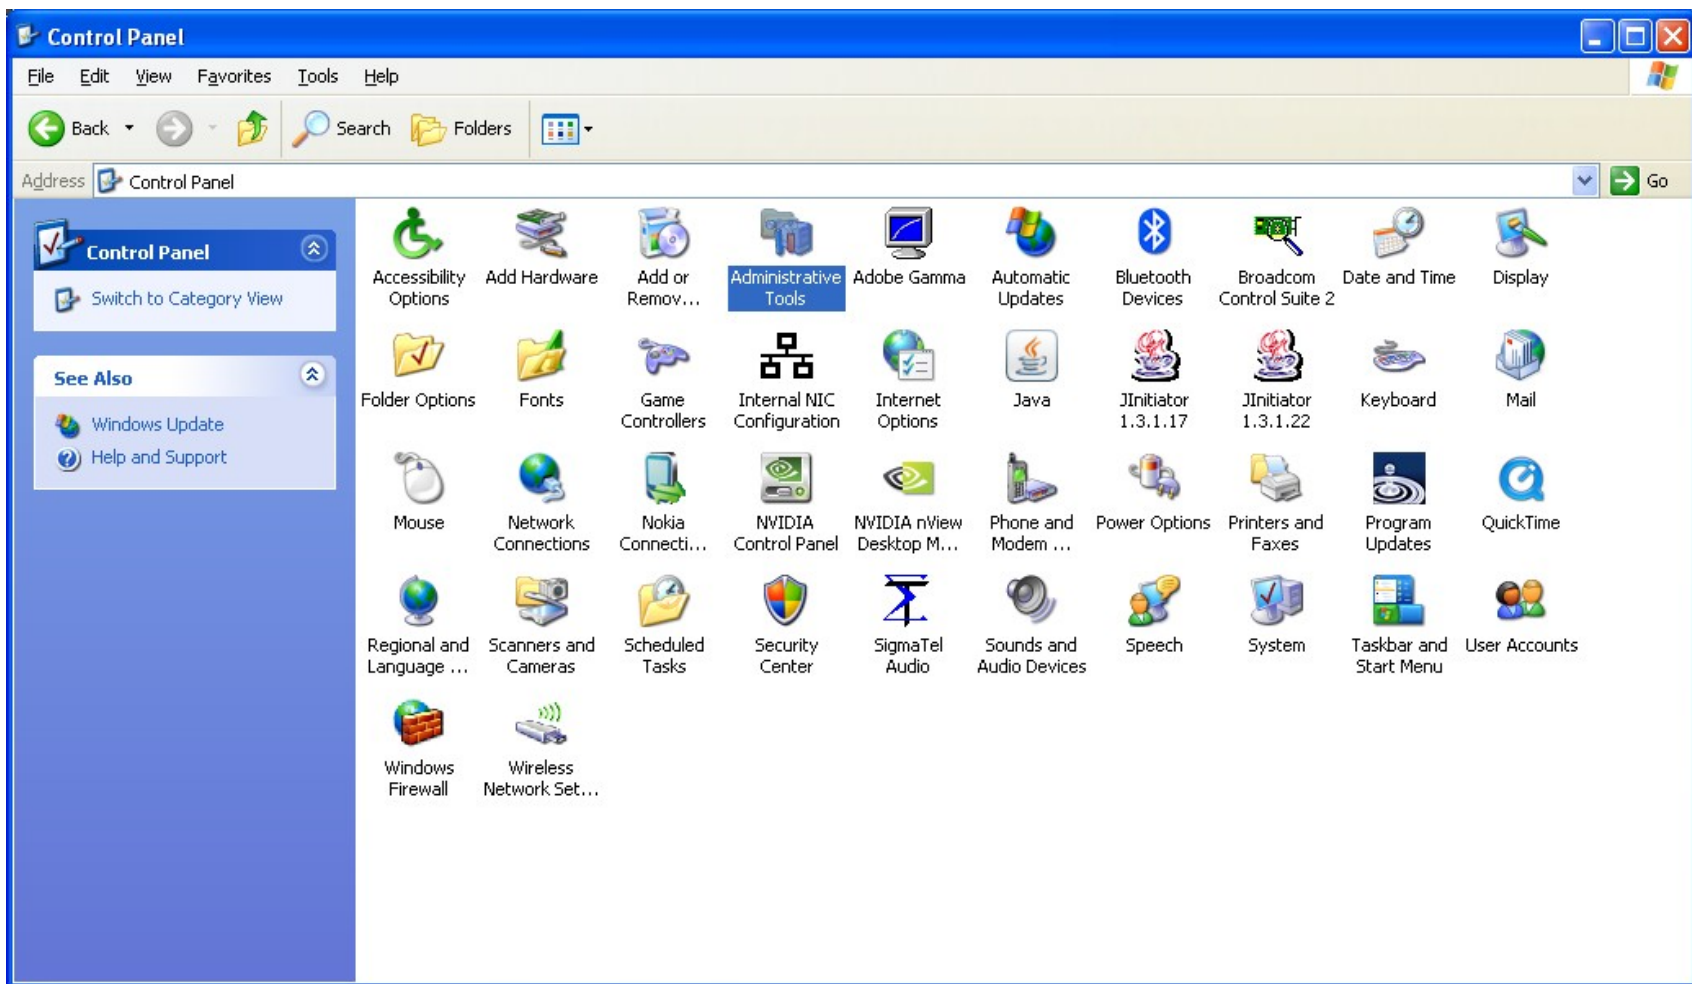 Control Panel
File Edit View Favorites Tools Help
Back Search Folders
Address Control Panel Go
Control Panel
Switch to Category View
See Also
Windows Update
Help and Support
Accessibility
Options
Add Hardware
Add or
Remov...
Administrative
Tools
Adobe Gamma
Automatic
Updates
Bluetooth
Devices
Broadcom
Control Suite 2
Date and Time
Display
Folder Options
Fonts
Game
Controllers
Internal NIC
Configuration
Internet
Options
Java
JInitiator
1.3.1.17
JInitiator
1.3.1.22
Keyboard
Mail
Mouse
Network
Connections
Nokia
Connecti...
NVIDIA
Control Panel
NVIDIA nView
Desktop M...
Phone and
Modem ...
Power Options
Printers and
Faxes
Program
Updates
QuickTime
Regional and
Language ...
Scanners and
Cameras
Scheduled
Tasks
Security
Center
SigmaTel
Audio
Sounds and
Audio Devices
Speech
System
Taskbar and
Start Menu
User Accounts
Windows
Firewall
Wireless
Network Set...